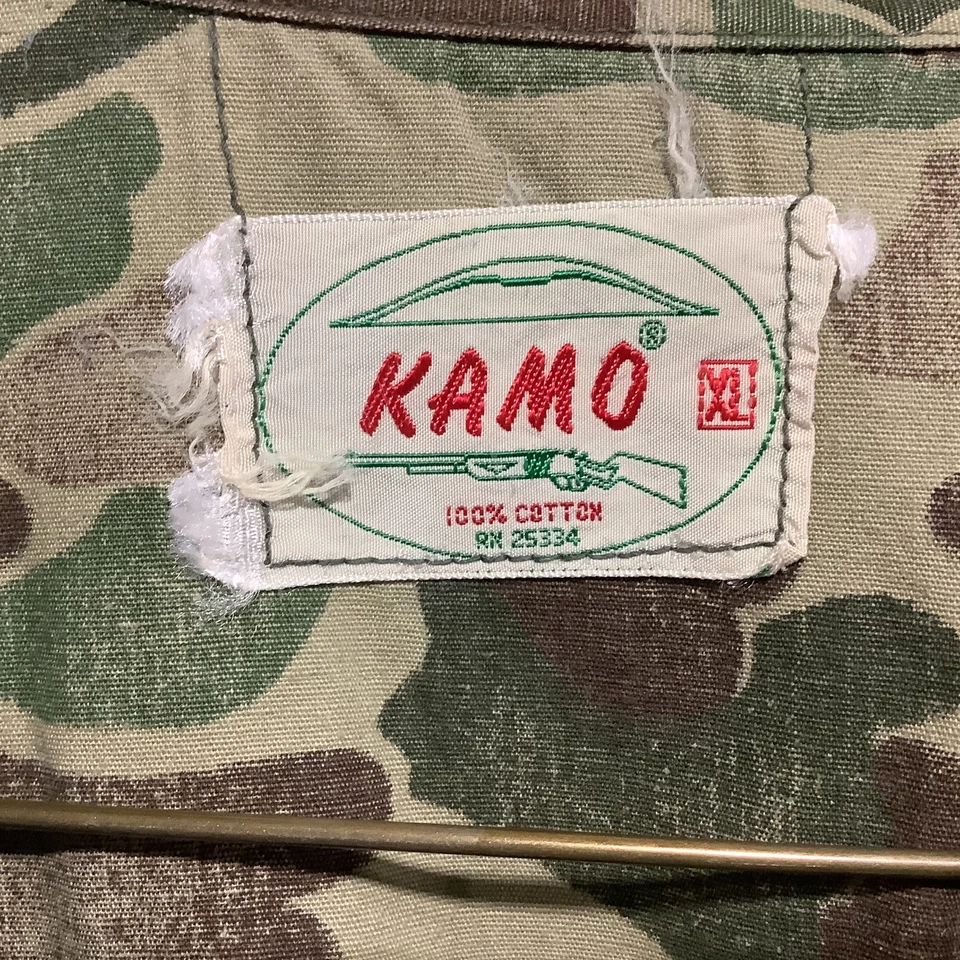 KAMO®
XL
100% COTTON
RN 25334